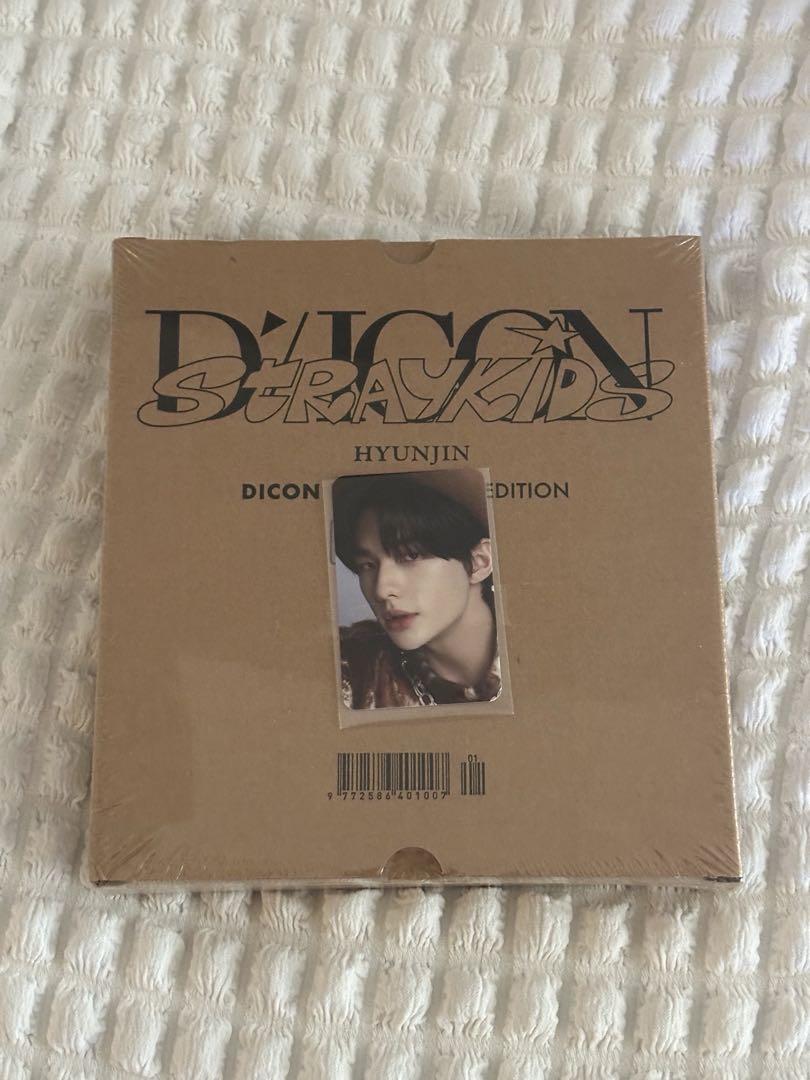 D'ICON
STRAYKIDS
HYUNJIN
DICON EDITION
01
9 772586 401007